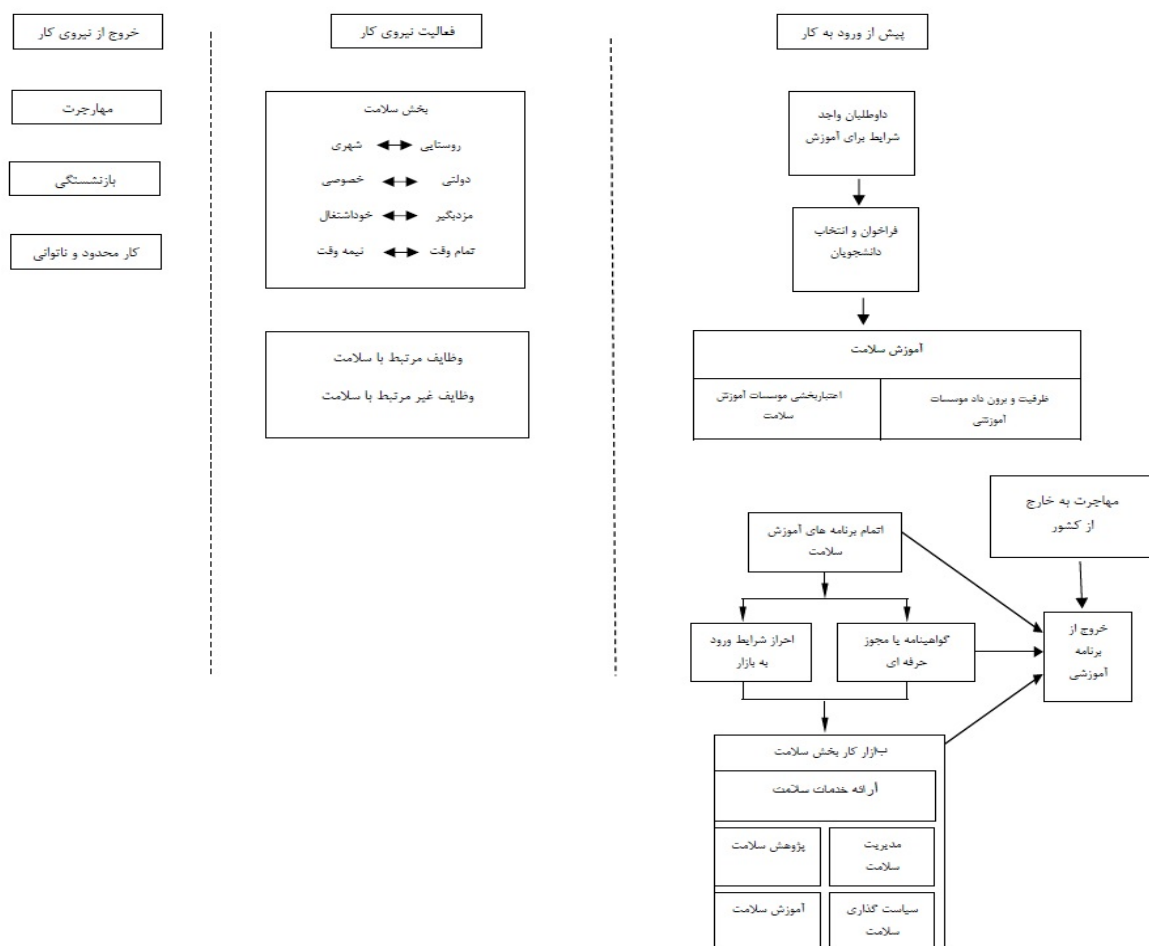 پیش از ورود به کار
داوطلبان واجد
شرایط برای آموزش
فراخوان و انتخاب
دانشجویان
آموزش سلامت
ظرفیت و برون داد موسسات
آموزشی
اعتباربخشی موسسات آموزش
سلامت
مهاجرت به خارج
از کشور
اتمام برنامه های آموزش
سلامت
خروج از
برنامه
آموزشی
گواهینامه یا مجوز
حرفه ای
احراز شرایط ورود
به بازار
بازار کار بخش سلامت
ارائه خدمات سلامت
مدیریت
سلامت
پژوهش سلامت
سیاست گذاری
سلامت
آموزش سلامت
فعالیت نیروی کار
بخش سلامت
روستایی شهری
دولتی خصوصی
مزدبگیر خوداشتغال
تمام وقت نیمه وقت
وظایف مرتبط با سلامت
وظایف غیر مرتبط با سلامت
خروج از نیروی کار
مهارجرت
بازنشستگی
کار محدود و ناتوانی